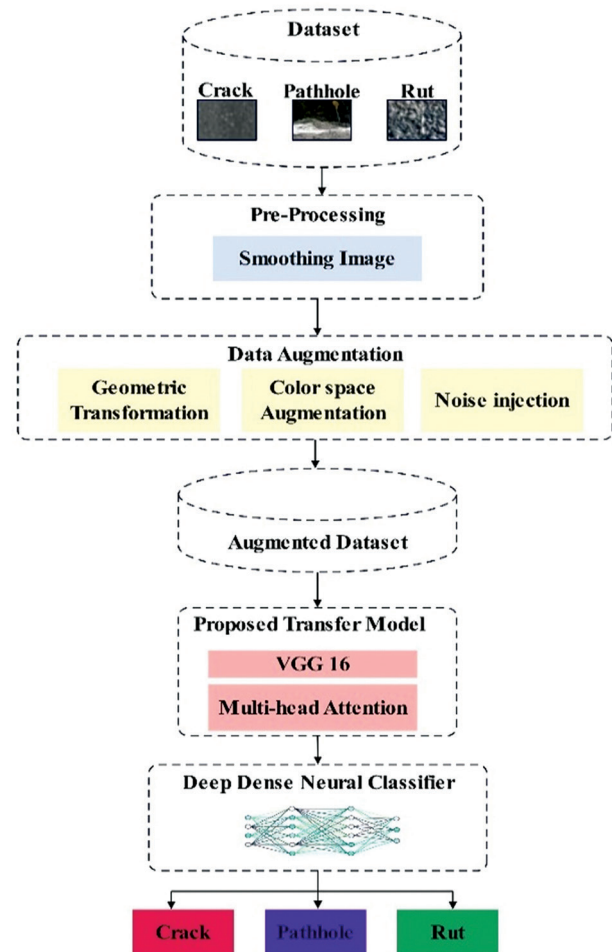 Dataset
Crack Pathhole Rut
Pre-Processing
Smoothing Image
Data Augmentation
Geometric
Transformation
Color space
Augmentation
Noise injection
Augmented Dataset
Proposed Transfer Model
VGG 16
Multi-head Attention
Deep Dense Neural Classifier
Crack Pathhole Rut